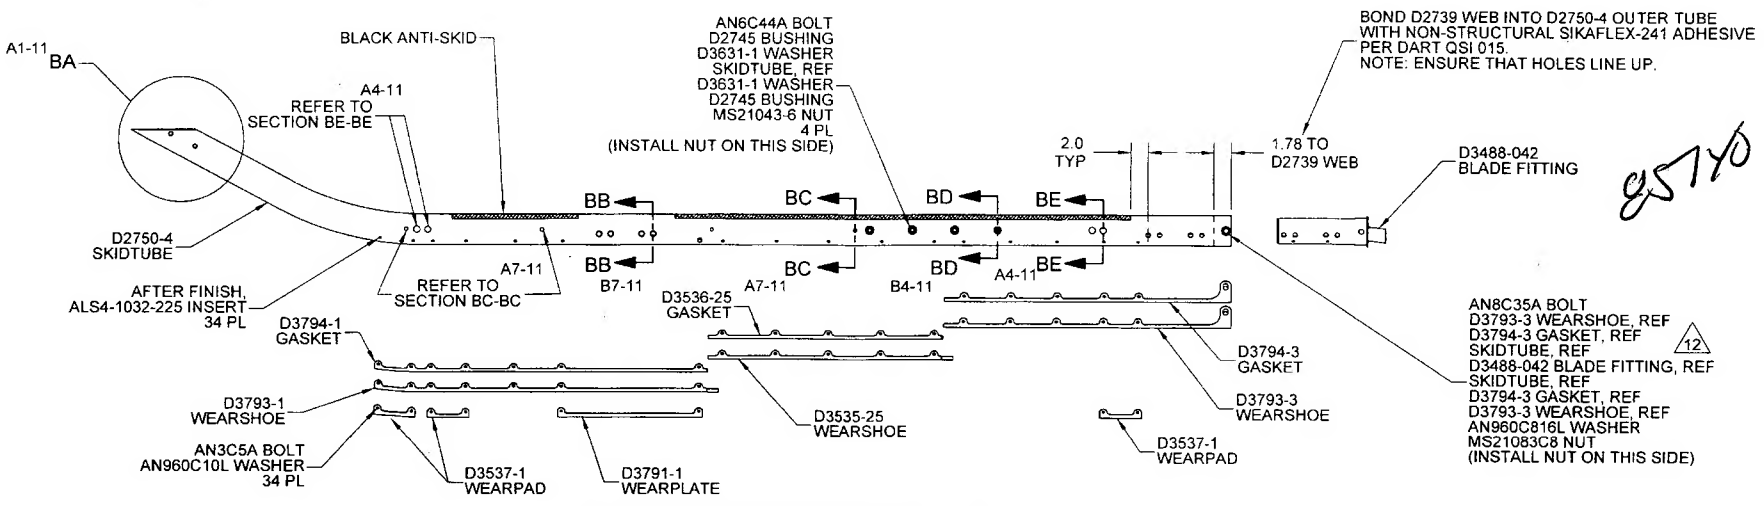 A1-11
BA
BLACK ANTI-SKID
A4-11
REFER TO
SECTION BE-BE
AN6C44A BOLT
D2745 BUSHING
D3631-1 WASHER
SKIDTUBE, REF
D3631-1 WASHER
D2745 BUSHING
MS21043-6 NUT
4 PL
(INSTALL NUT ON THIS SIDE)
BOND D2739 WEB INTO D2750-4 OUTER TUBE
WITH NON-STRUCTURAL SIKAFLEX-241 ADHESIVE
PER DART QSI 015.
NOTE: ENSURE THAT HOLES LINE UP.
2.0
TYP
1.78 TO
D2739 WEB
D3488-042
BLADE FITTING
BB
BC
BD
BE
D2750-4
SKIDTUBE
BB
BC
BD
BE
A7-11
B7-11
A7-11
B4-11
A4-11
REFER TO
SECTION BC-BC
AFTER FINISH,
ALS4-1032-225 INSERT
34 PL
D3794-1
GASKET
D3536-25
GASKET
D3794-3
GASKET
D3793-1
WEARSHOE
D3535-25
WEARSHOE
D3793-3
WEARSHOE
AN3C5A BOLT
AN960C10L WASHER
34 PL
D3537-1
WEARPAD
D3791-1
WEARPLATE
D3537-1
WEARPAD
AN8C35A BOLT
D3793-3 WEARSHOE, REF
D3794-3 GASKET, REF
SKIDTUBE, REF
12
D3488-042 BLADE FITTING, REF
SKIDTUBE, REF
D3794-3 GASKET, REF
D3793-3 WEARSHOE, REF
AN960C816L WASHER
MS21083C8 NUT
(INSTALL NUT ON THIS SIDE)